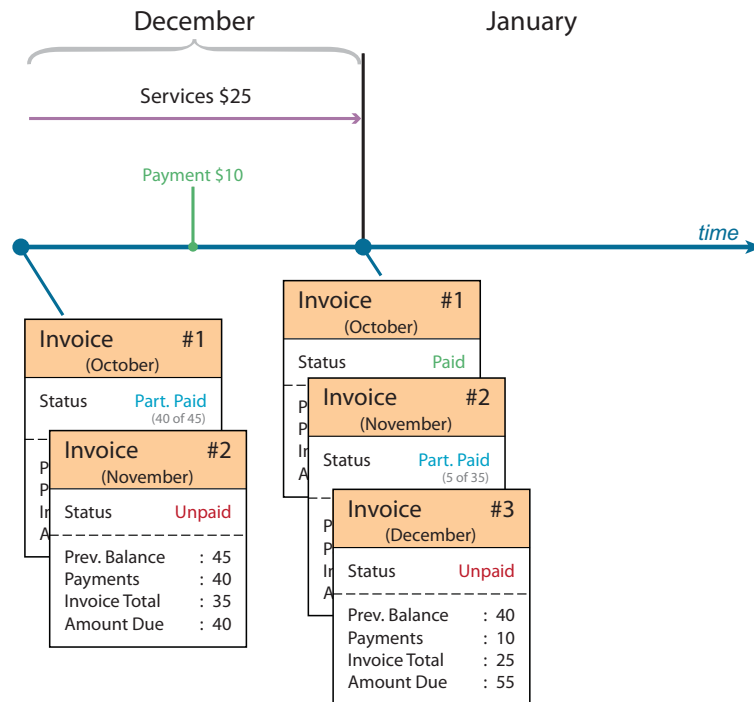 December
January
Services $25
Payment $10
time
Invoice #1
(October)
Status Part. Paid
(40 of 45)
P
P
Ir
A
Invoice #2
(November)
Status Unpaid
Prev. Balance : 45
Payments : 40
Invoice Total : 35
Amount Due : 40
Invoice #1
(October)
Status Paid
P
P
Ir
A
Invoice #2
(November)
Status Part. Paid
(5 of 35)
P
P
Ir
A
Invoice #3
(December)
Status Unpaid
Prev. Balance : 40
Payments : 10
Invoice Total : 25
Amount Due : 55